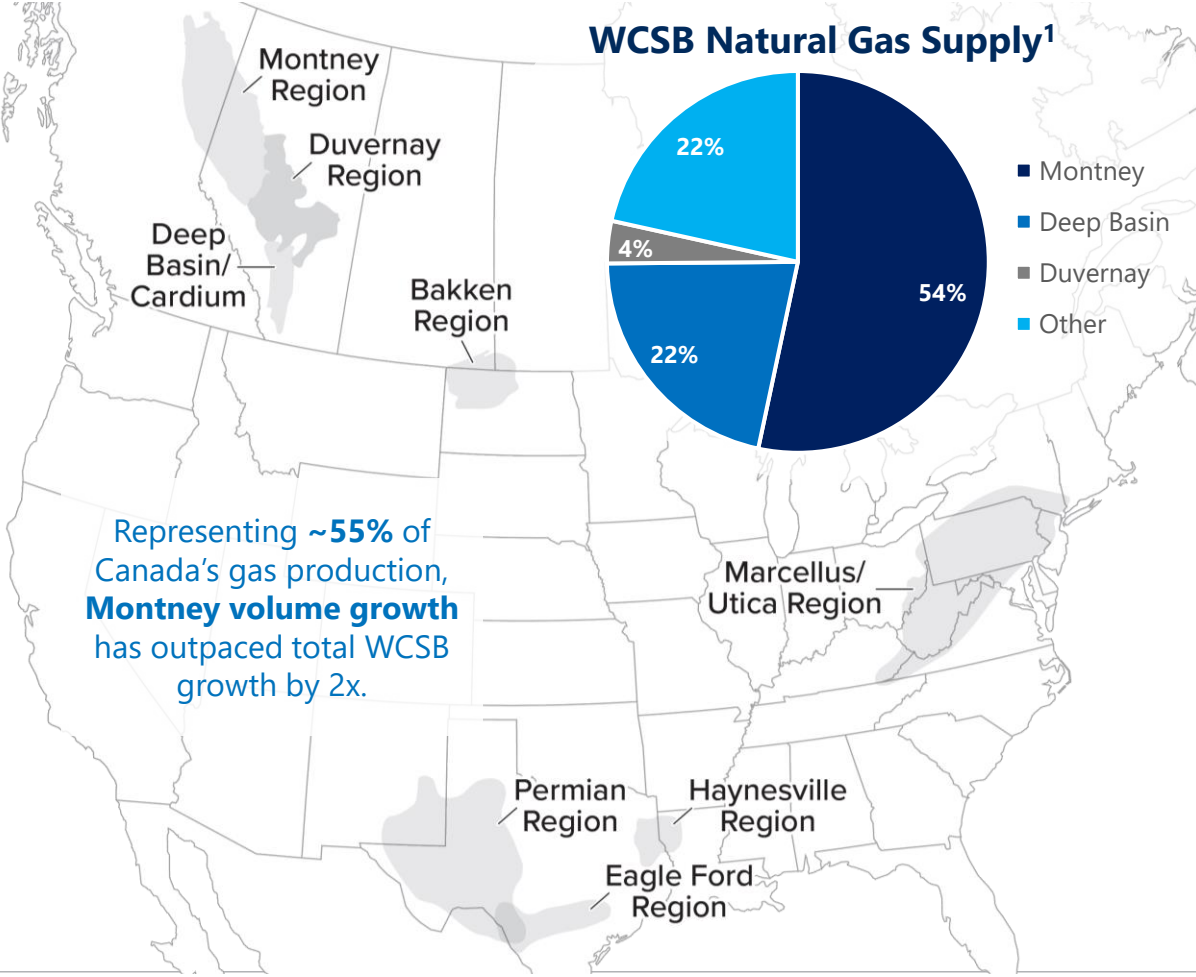 WCSB Natural Gas Supply¹
Montney
Region
Duvernay
Region
Deep
Basin/
Cardium
Bakken
Region
22%
4%
22%
54%
Montney
Deep Basin
Duvernay
Other
Representing ~55% of
Canada's gas production,
Montney volume growth
has outpaced total WCSB
growth by 2x.
Marcellus/
Utica Region
Permian
Region
Haynesville
Region
Eagle Ford
Region